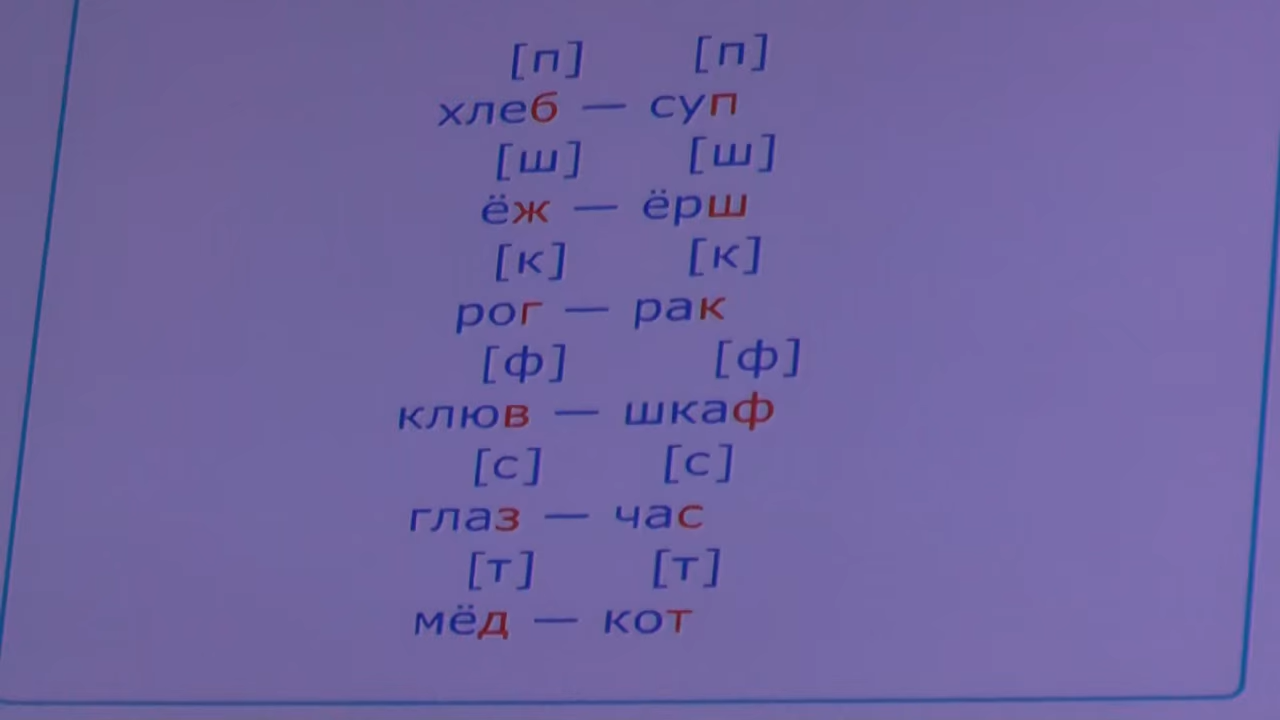 [п] [п]
хлеб — суп
[ш] [ш]
ёж — ёрш
[к] [к]
рог — рак
[ф] [ф]
клюв — шкаф
[с] [с]
глаз — час
[т] [т]
мёд — кот